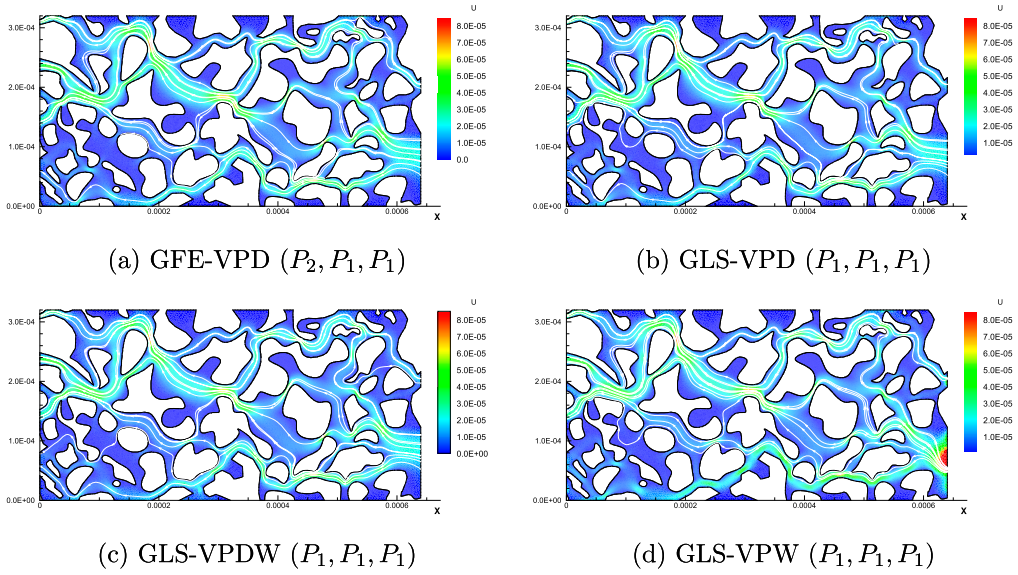 U
3.0E-04
2.0E-04
1.0E-04
0.0E+00
0
0.0002
0.0004
0.0006
X
8.0E-05
7.0E-05
6.0E-05
5.0E-05
4.0E-05
3.0E-05
2.0E-05
1.0E-05
0.0
(a) GFE-VPD (P₂, P₁, P₁)
U
3.0E-04
2.0E-04
1.0E-04
0.0E+00
0
0.0002
0.0004
0.0006
X
8.0E-05
7.0E-05
6.0E-05
5.0E-05
4.0E-05
3.0E-05
2.0E-05
1.0E-05
(b) GLS-VPD (P₁, P₁, P₁)
U
3.0E-04
2.0E-04
1.0E-04
0.0E+00
0
0.0002
0.0004
0.0006
X
8.0E-05
7.0E-05
6.0E-05
5.0E-05
4.0E-05
3.0E-05
2.0E-05
1.0E-05
0.0E+00
(c) GLS-VPDW (P₁, P₁, P₁)
U
3.0E-04
2.0E-04
1.0E-04
0.0E+00
0
0.0002
0.0004
0.0006
X
8.0E-05
7.0E-05
6.0E-05
5.0E-05
4.0E-05
3.0E-05
2.0E-05
1.0E-05
(d) GLS-VPW (P₁, P₁, P₁)